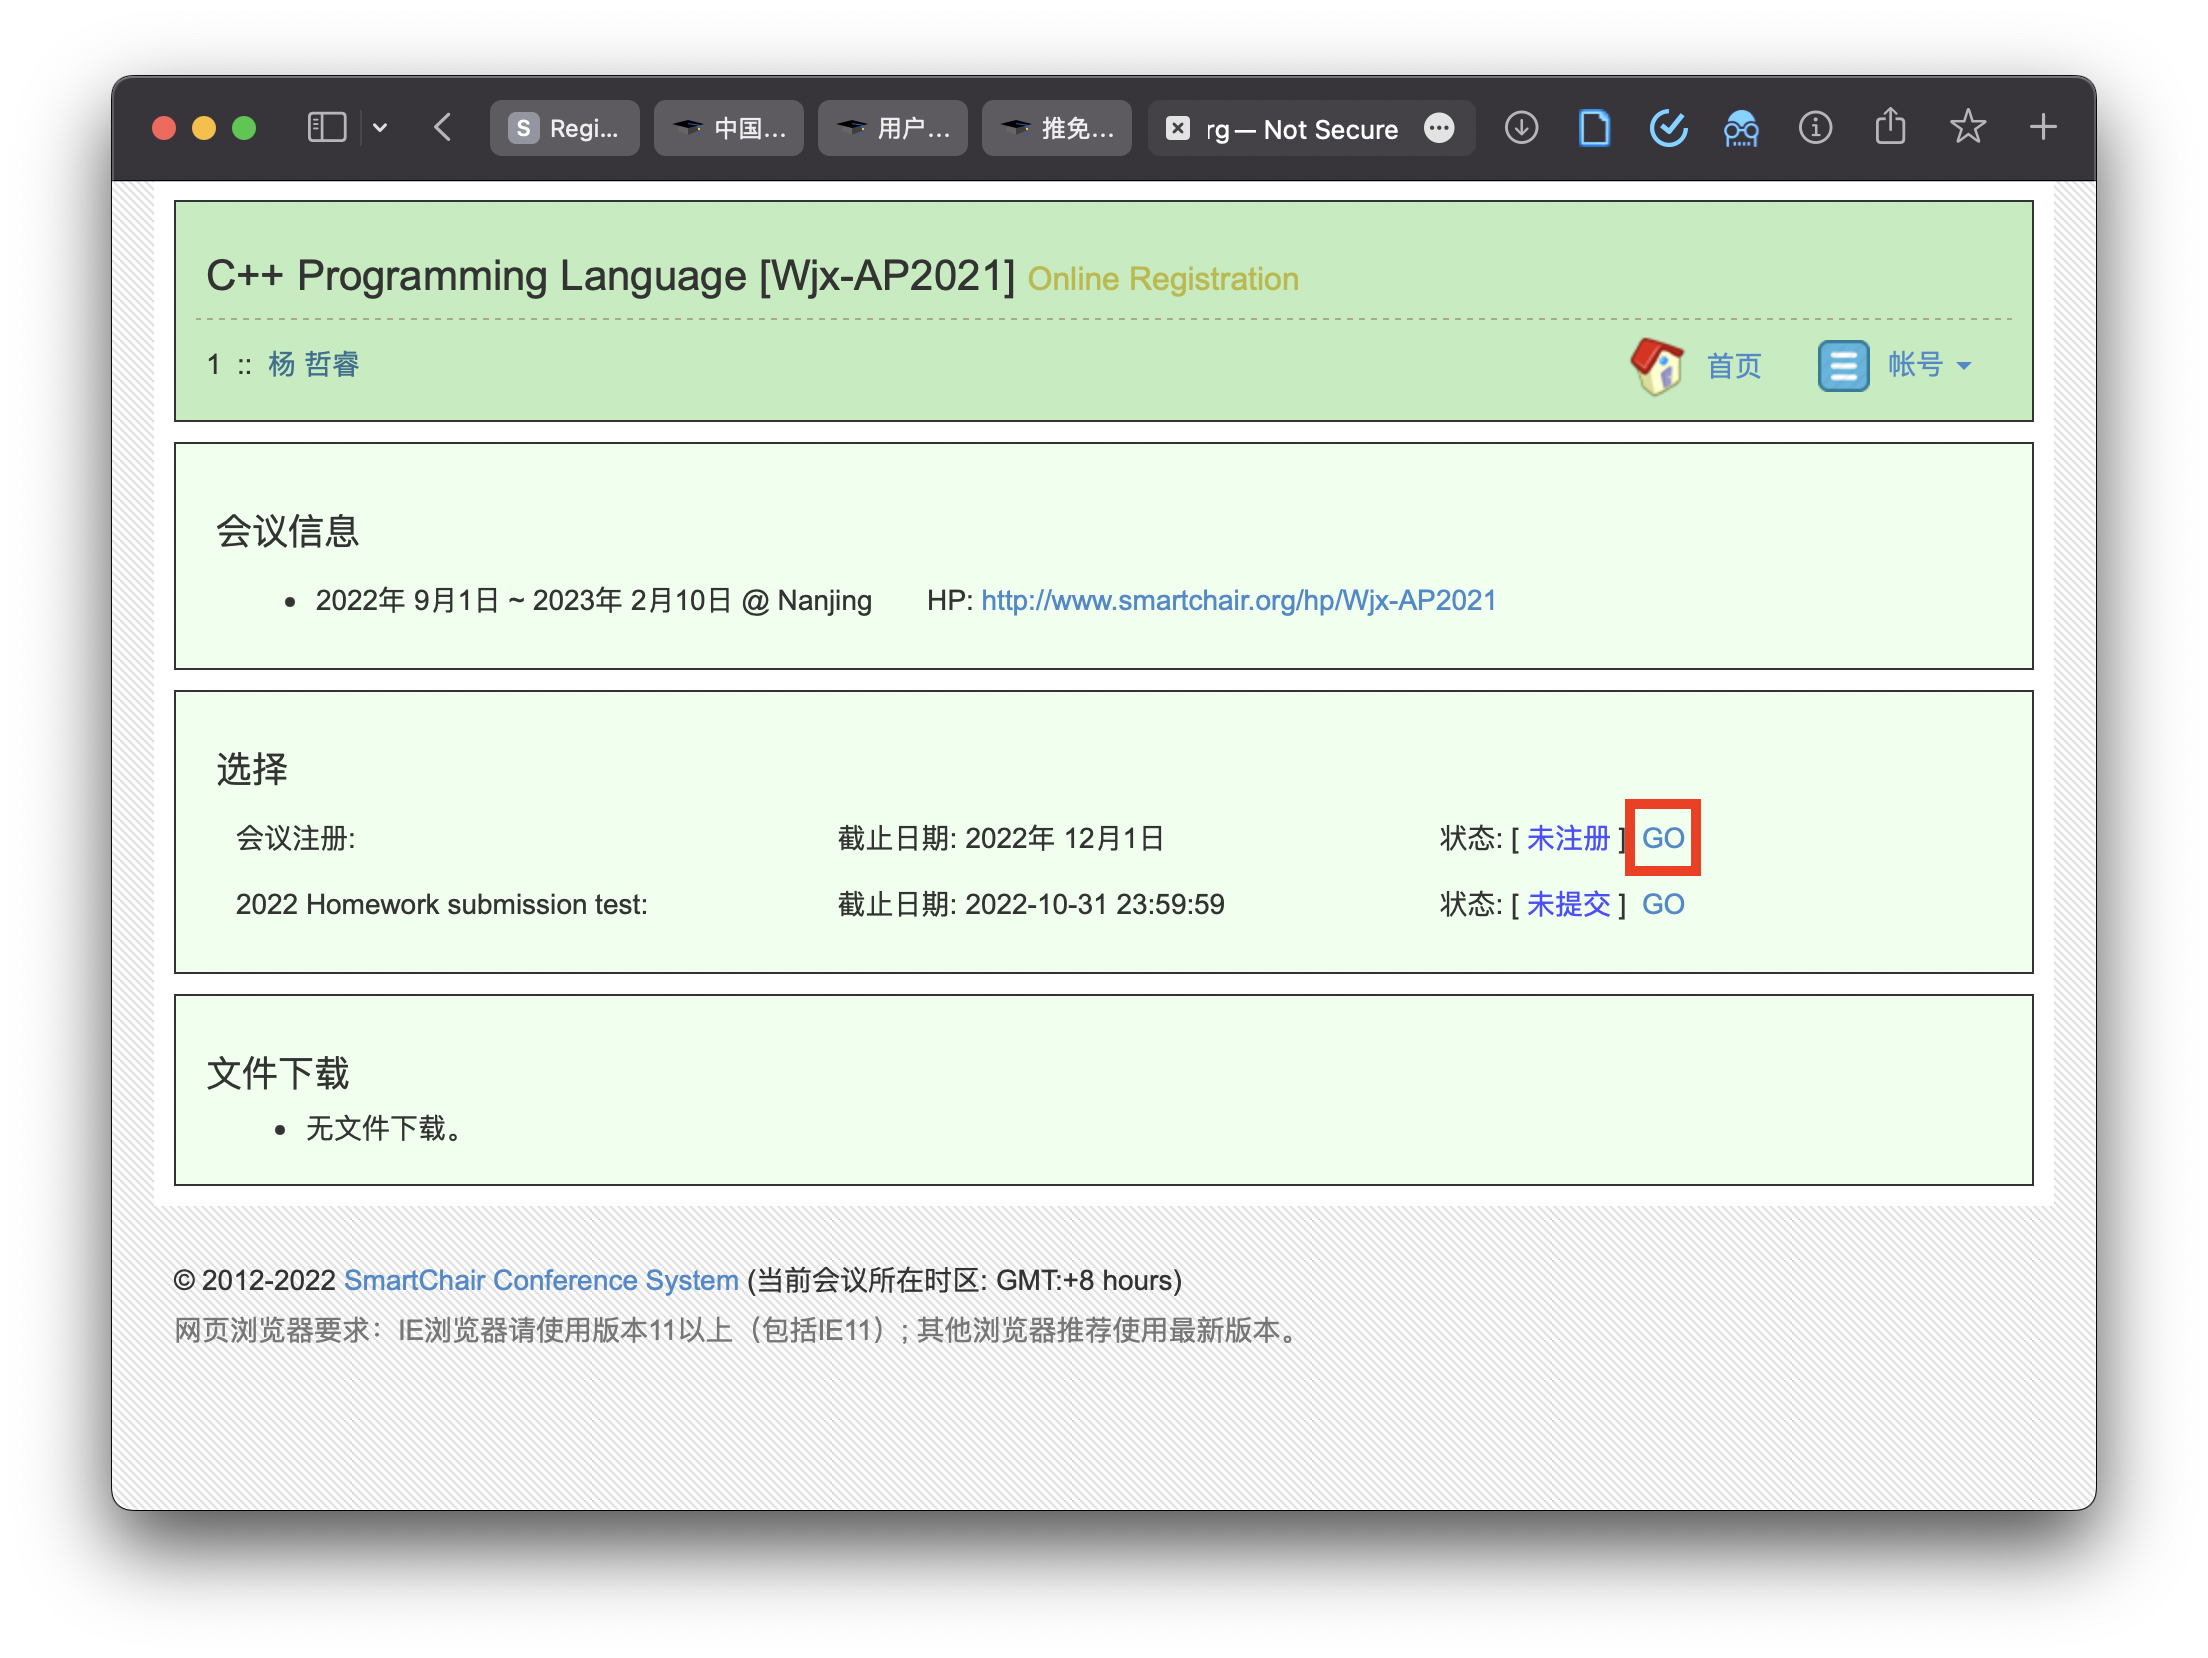 S Regi... 中国... 用户... 推免... rg — Not Secure
C++ Programming Language [Wjx-AP2021] Online Registration
1 :: 杨 哲睿 首页 帐号
会议信息
• 2022年 9月1日 ~ 2023年 2月10日 @ Nanjing HP: http://www.smartchair.org/hp/Wjx-AP2021
选择
会议注册: 截止日期: 2022年 12月1日 状态: [ 未注册 ] GO
2022 Homework submission test: 截止日期: 2022-10-31 23:59:59 状态: [ 未提交 ] GO
文件下载
• 无文件下载。
© 2012-2022 SmartChair Conference System (当前会议所在时区: GMT:+8 hours)
网页浏览器要求：IE浏览器请使用版本11以上（包括IE11）; 其他浏览器推荐使用最新版本。